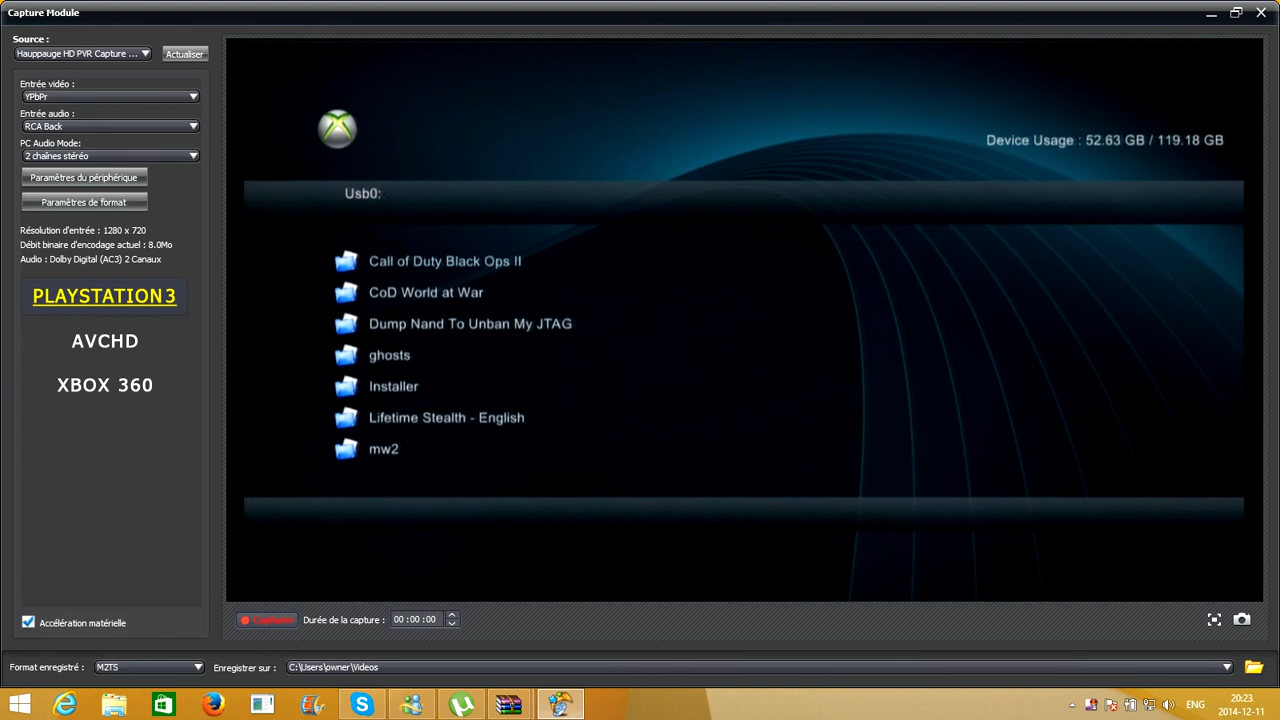 Capture Module
Source :
Hauppauge HD PVR Capture ...
Actualiser
Entrée vidéo :
YPbPr
Entrée audio :
RCA Back
PC Audio Mode:
2 chaînes stéréo
Paramètres du périphérique
Paramètres de format
Résolution d'entrée : 1280 x 720
Débit binaire d'encodage actuel : 8.0Mo
Audio : Dolby Digital (AC3) 2 Canaux
PLAYSTATION3
AVCHD
XBOX 360
Accélération matérielle
Device Usage : 52.63 GB / 119.18 GB
Usb0:
Call of Duty Black Ops II
CoD World at War
Dump Nand To Unban My JTAG
ghosts
Installer
Lifetime Stealth - English
mw2
Capturer
Durée de la capture :
00 :00 : 00
Format enregistré :
M2TS
Enregistrer sur :
C:\Users\owner\Videos
ENG
20:23
2014-12-11